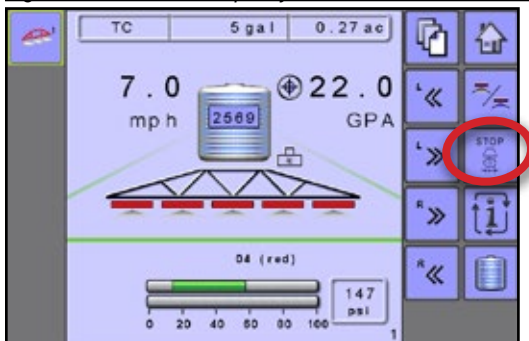 TC 5 gal 0.27 ac
7.0 22.0
mph 2569 GPA
L
STOP
L
R
i
R
04 (red)
147
psi
0 20 40 60 80 100
1